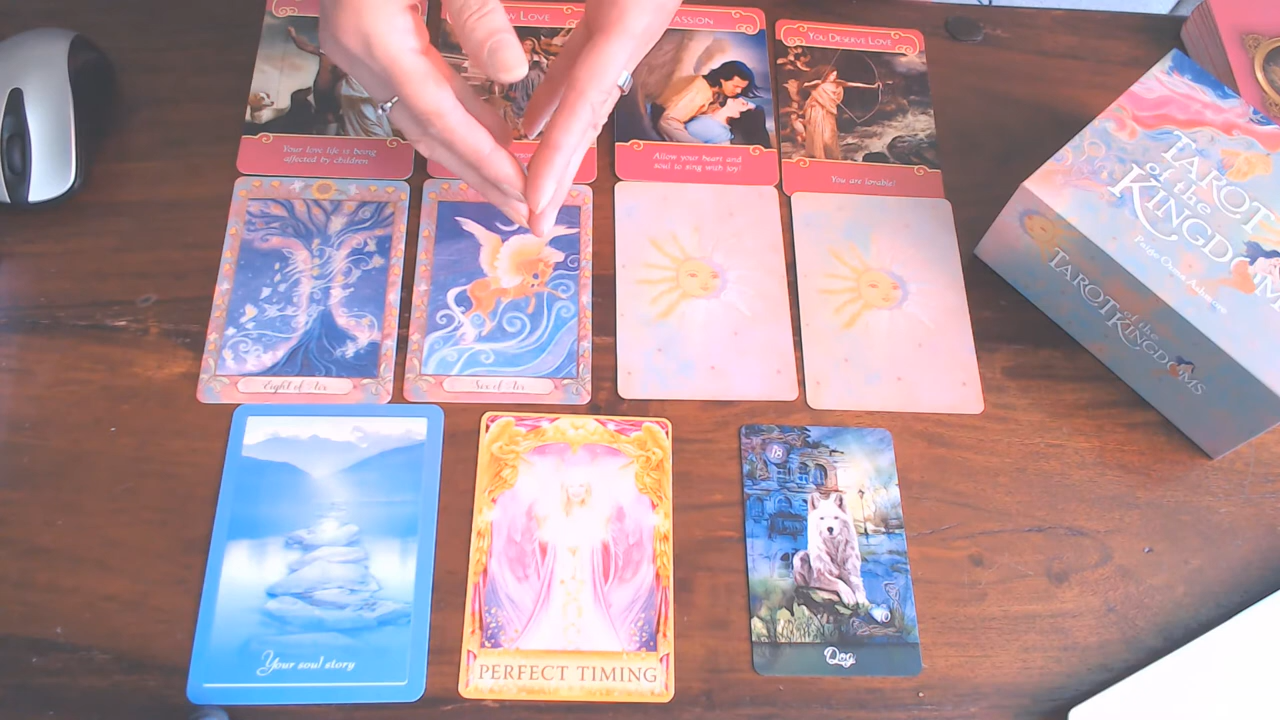 LOVE
PASSION
YOU DESERVE LOVE
Your love life is being
affected by children
Allow your heart and
soul to sing with joy!
You are lovable!
TAROT
of the
KINGDOMS
TAROT
of the
KINGDOMS
Eight of Air
Six of Air
18
Your soul story
PERFECT TIMING
Dog